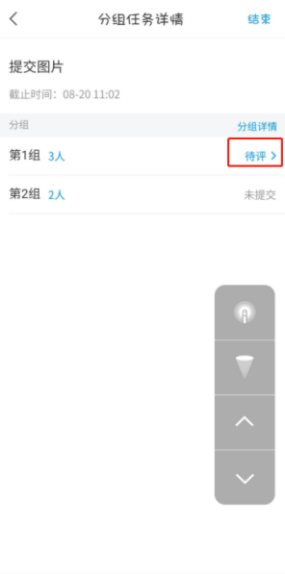 分组任务详情 结束
提交图片
截止时间：08-20 11:02
分组 分组详情
第1组 3人 待评
第2组 2人 未提交